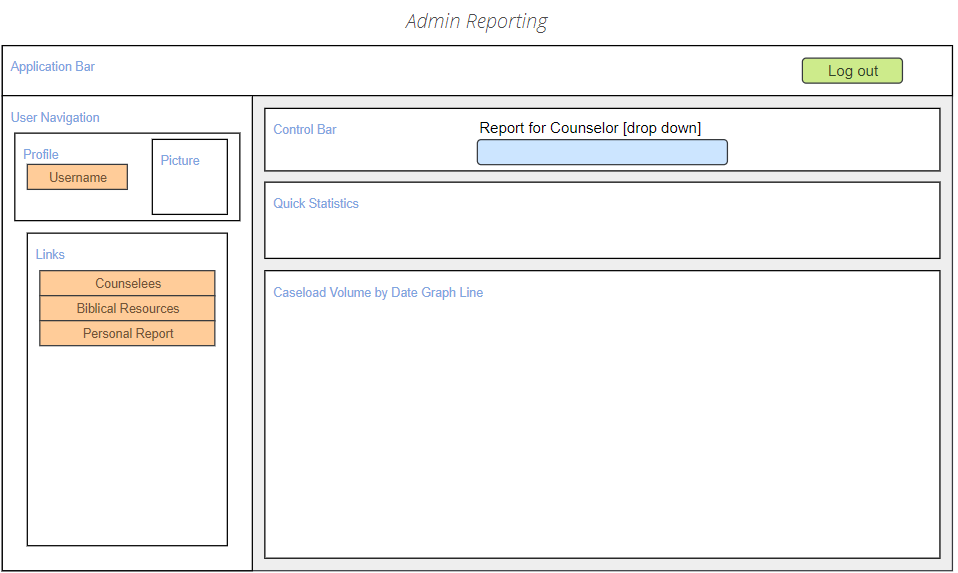 Admin Reporting
Application Bar
Log out
User Navigation
Profile
Username
Picture
Links
Counselees
Biblical Resources
Personal Report
Control Bar
Report for Counselor [drop down]
Quick Statistics
Caseload Volume by Date Graph Line